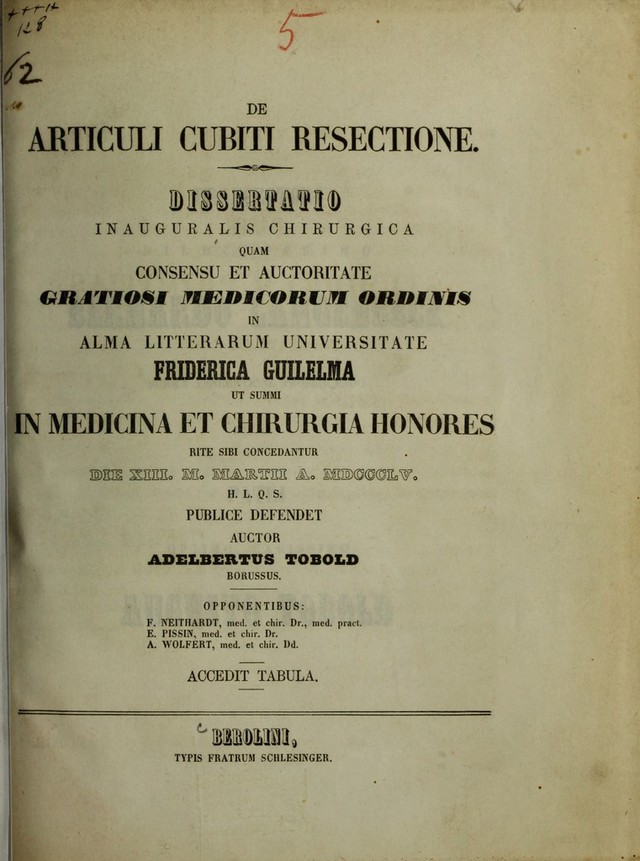 128
5
62
DE
ARTICULI CUBITI RESECTIONE.
DISSERTATIO
INAUGURALIS CHIRURGICA
QUAM
CONSENSU ET AUCTORITATE
GRATIOSI MEDICORUM ORDINIS
IN
ALMA LITTERARUM UNIVERSITATE
FRIDERICA GUILELMA
UT SUMMI
IN MEDICINA ET CHIRURGIA HONORES
RITE SIBI CONCEDANTUR
DIE XIII. M. MARTII A. MDCCCLV.
H. L. Q. S.
PUBLICE DEFENDET
AUCTOR
ADELBERTUS TOBOLD
BORUSSUS.
OPPONENTIBUS:
F. NEITHARDT, med. et chir. Dr., med. pract.
E. PISSIN, med. et chir. Dr.
A. WOLFERT, med. et chir. Dd.
ACCEDIT TABULA.
BEROLINI,
TYPIS FRATRUM SCHLESINGER.